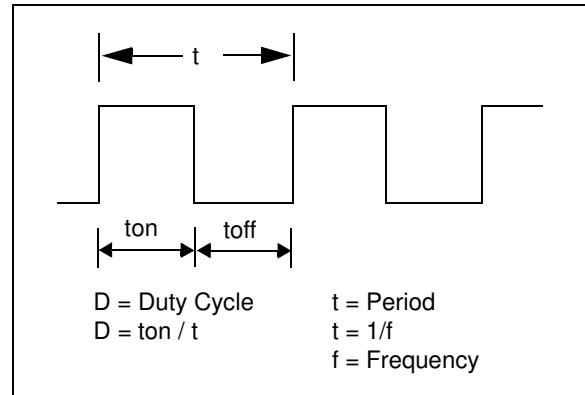 t
ton
toff
D = Duty Cycle
D = ton / t
t = Period
t = 1/f
f = Frequency